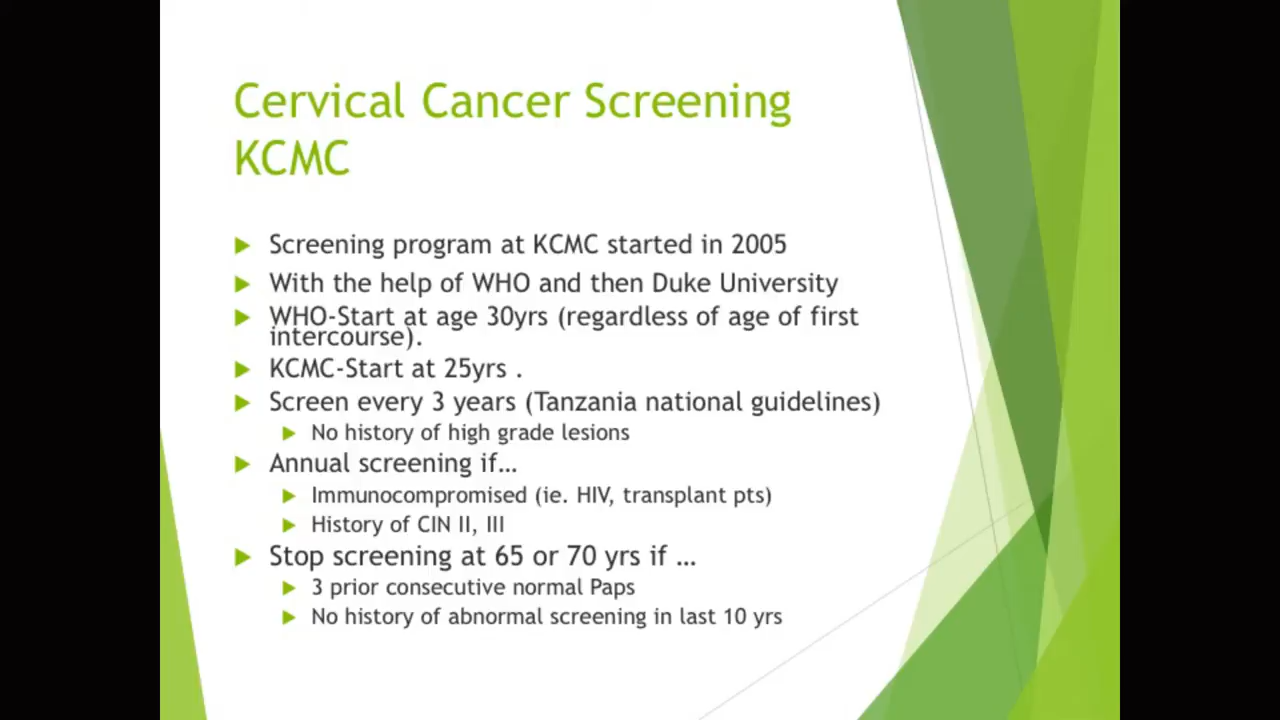 Cervical Cancer Screening
KCMC
Screening program at KCMC started in 2005
With the help of WHO and then Duke University
WHO-Start at age 30yrs (regardless of age of first
intercourse).
KCMC-Start at 25yrs .
Screen every 3 years (Tanzania national guidelines)
No history of high grade lesions
Annual screening if…
Immunocompromised (ie. HIV, transplant pts)
History of CIN II, III
Stop screening at 65 or 70 yrs if …
3 prior consecutive normal Paps
No history of abnormal screening in last 10 yrs